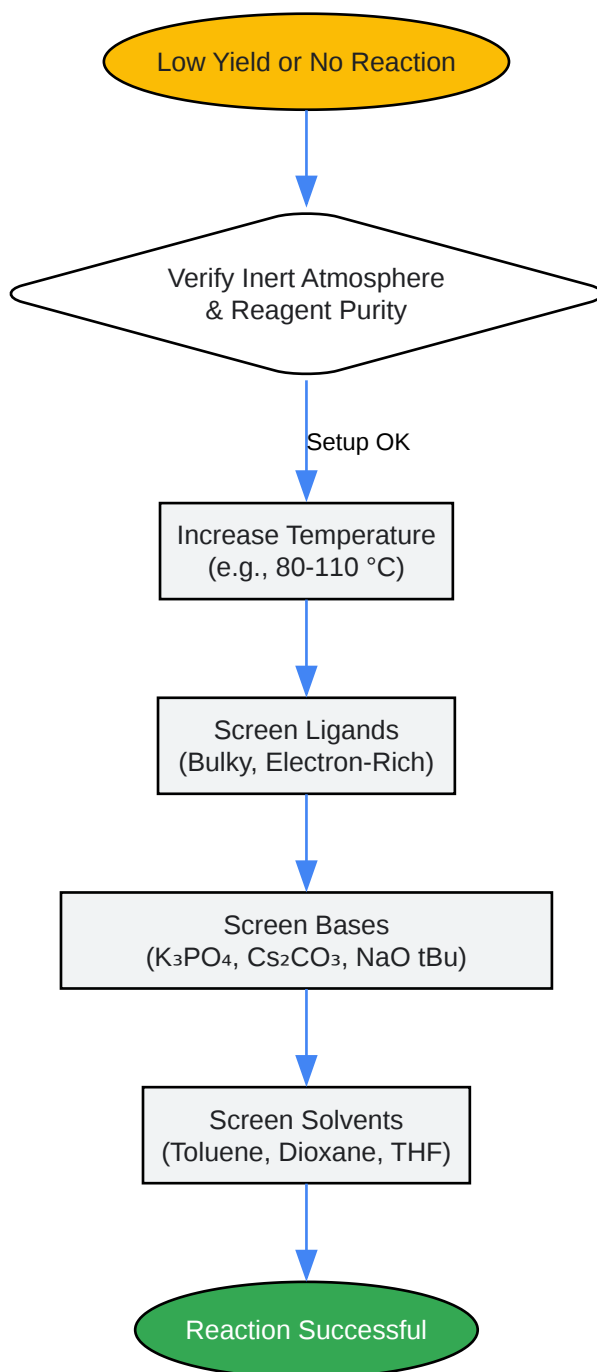 Low Yield or No Reaction
Verify Inert Atmosphere
& Reagent Purity
Setup OK
Increase Temperature
(e.g., 80-110 °C)
Screen Ligands
(Bulky, Electron-Rich)
Screen Bases
(K₃PO₄, Cs₂CO₃, NaO tBu)
Screen Solvents
(Toluene, Dioxane, THF)
Reaction Successful